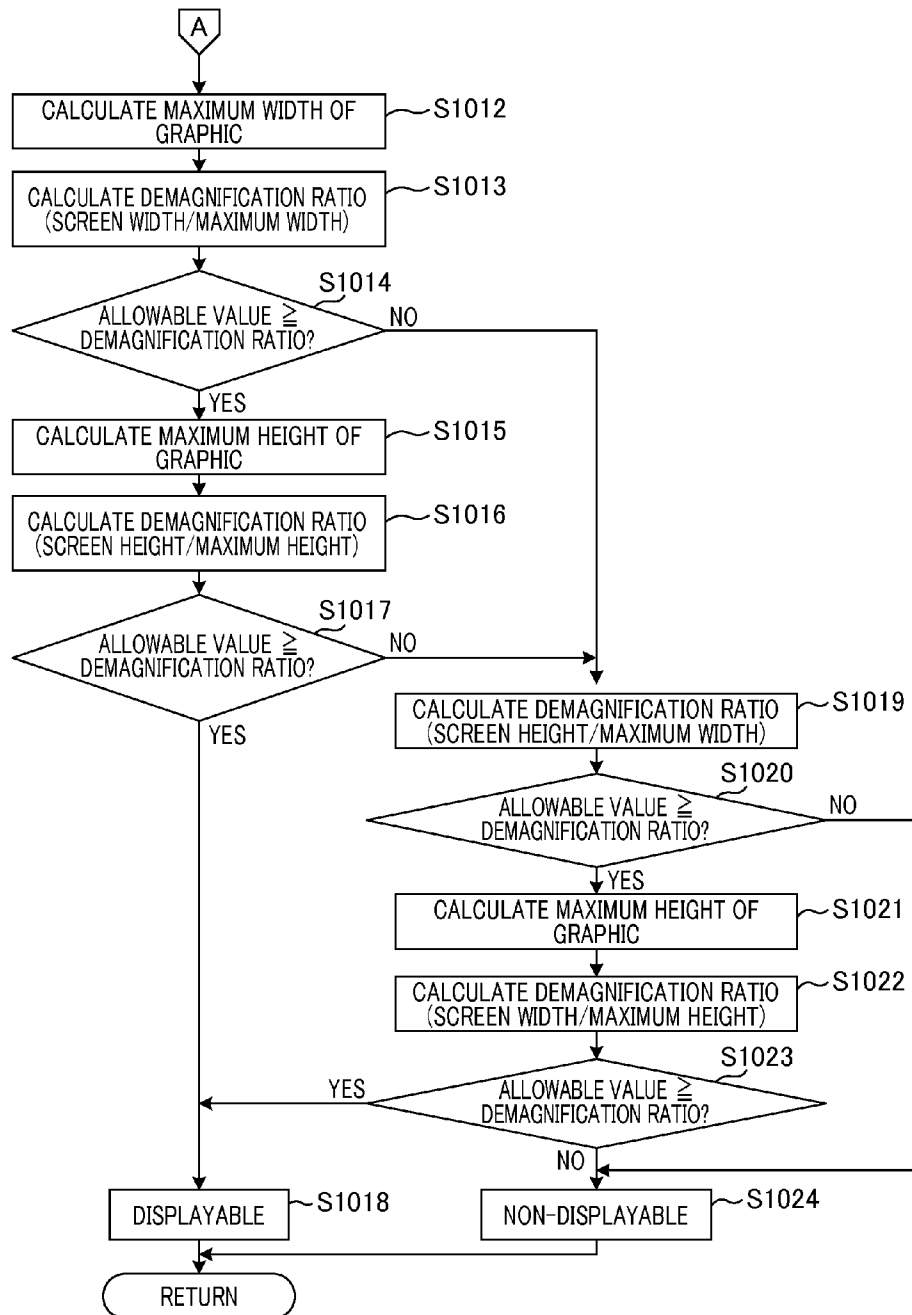 A
CALCULATE MAXIMUM WIDTH OF
GRAPHIC
S1012
CALCULATE DEMAGNIFICATION RATIO
(SCREEN WIDTH/MAXIMUM WIDTH)
S1013
S1014
ALLOWABLE VALUE ≧
DEMAGNIFICATION RATIO?
NO
YES
CALCULATE MAXIMUM HEIGHT OF
GRAPHIC
S1015
CALCULATE DEMAGNIFICATION RATIO
(SCREEN HEIGHT/MAXIMUM HEIGHT)
S1016
S1017
ALLOWABLE VALUE ≧
DEMAGNIFICATION RATIO?
NO
YES
CALCULATE DEMAGNIFICATION RATIO
(SCREEN HEIGHT/MAXIMUM WIDTH)
S1019
S1020
ALLOWABLE VALUE ≧
DEMAGNIFICATION RATIO?
NO
YES
CALCULATE MAXIMUM HEIGHT OF
GRAPHIC
S1021
CALCULATE DEMAGNIFICATION RATIO
(SCREEN WIDTH/MAXIMUM HEIGHT)
S1022
S1023
ALLOWABLE VALUE ≧
DEMAGNIFICATION RATIO?
YES
NO
DISPLAYABLE
S1018
NON-DISPLAYABLE
S1024
RETURN